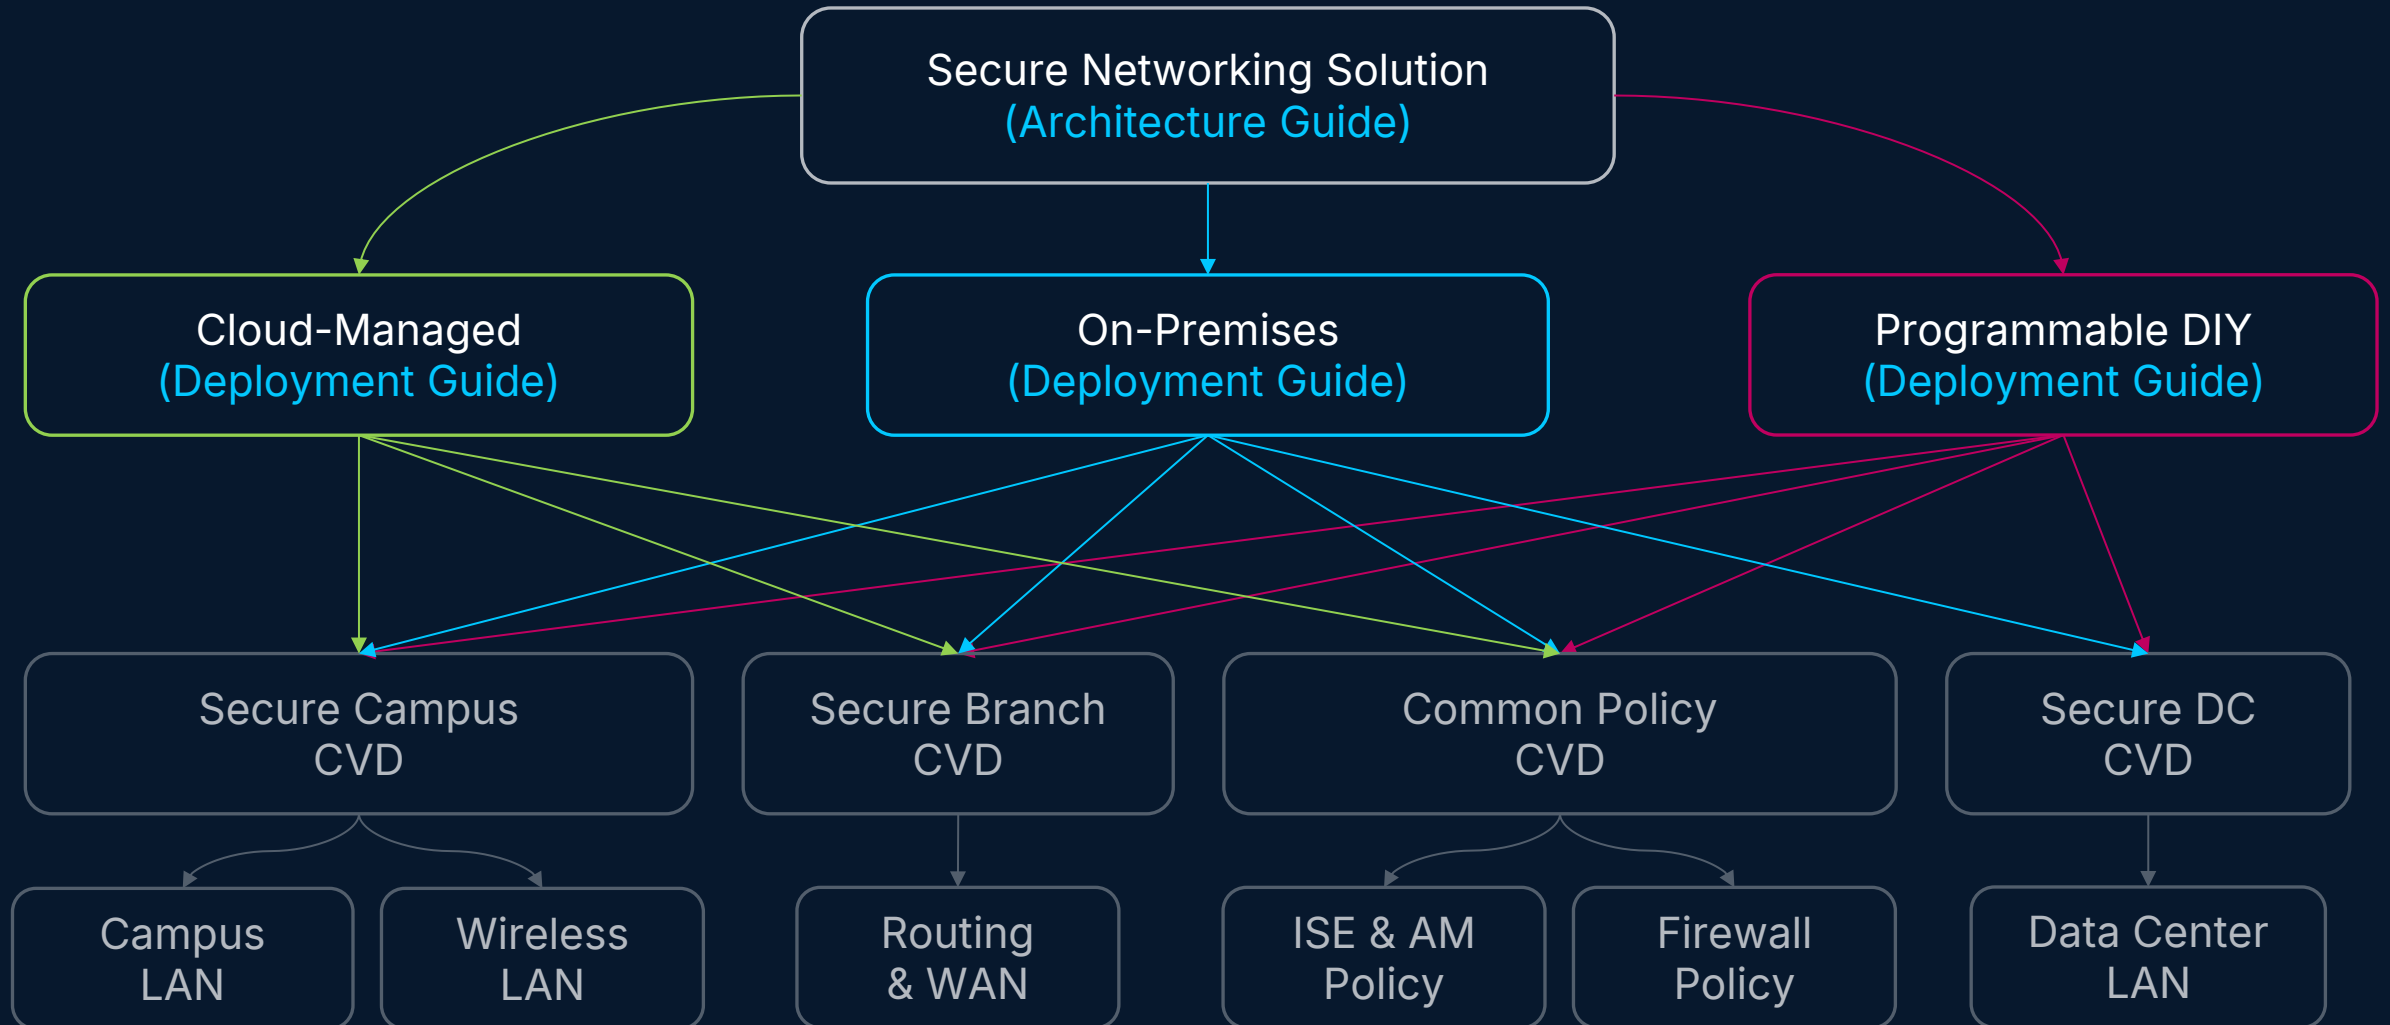 Secure Networking Solution
(Architecture Guide)
Cloud-Managed
(Deployment Guide)
On-Premises
(Deployment Guide)
Programmable DIY
(Deployment Guide)
Secure Campus
CVD
Secure Branch
CVD
Common Policy
CVD
Secure DC
CVD
Campus
LAN
Wireless
LAN
Routing
& WAN
ISE & AM
Policy
Firewall
Policy
Data Center
LAN